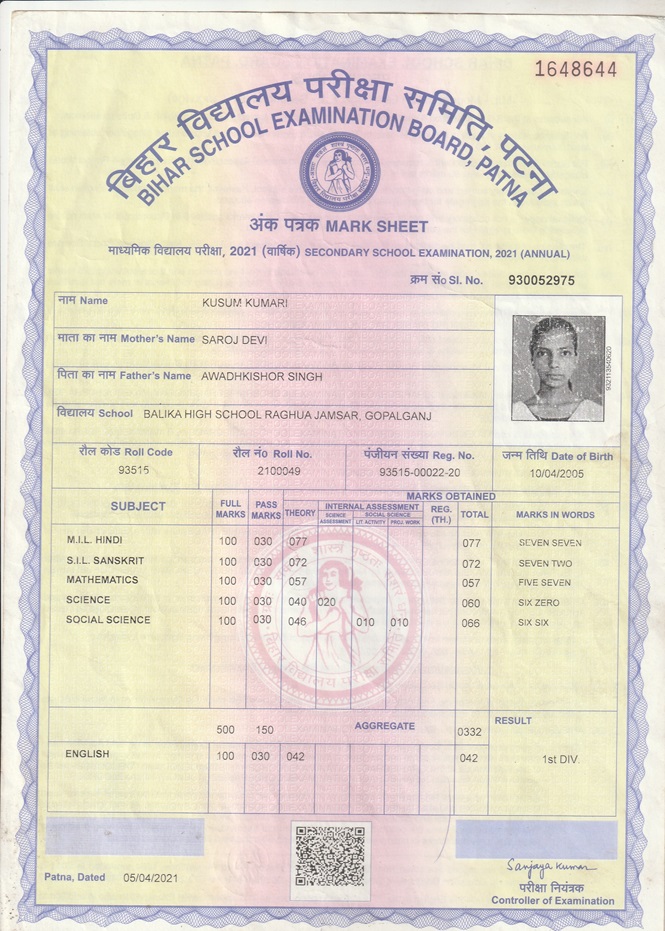 1648644
बिहार विद्यालय परीक्षा समिति, पटना
BIHAR SCHOOL EXAMINATION BOARD, PATNA
अंक पत्रक MARK SHEET
माध्यमिक विद्यालय परीक्षा, 2021 (वार्षिक) SECONDARY SCHOOL EXAMINATION, 2021 (ANNUAL)
क्रम सं० Sl. No. 930052975
नाम Name KUSUM KUMARI
माता का नाम Mother's Name SAROJ DEVI
पिता का नाम Father's Name AWADHKISHOR SINGH
विद्यालय School BALIKA HIGH SCHOOL RAGHUA JAMSAR, GOPALGANJ
रौल कोड Roll Code रौल नं० Roll No. पंजीयन संख्या Reg. No. जन्म तिथि Date of Birth
93515 2100049 93515-00022-20 10/04/2005
MARKS OBTAINED
SUBJECT FULL MARKS PASS MARKS THEORY INTERNAL ASSESSMENT REG. (TH.) TOTAL MARKS IN WORDS
SCIENCE ASSESSMENT SOCIAL SCIENCE LIT ACTIVITY PROJ. WORK
M.I.L. HINDI 100 030 077 077 SEVEN SEVEN
S.I.L. SANSKRIT 100 030 072 072 SEVEN TWO
MATHEMATICS 100 030 057 057 FIVE SEVEN
SCIENCE 100 030 040 020 060 SIX ZERO
SOCIAL SCIENCE 100 030 046 010 010 066 SIX SIX
500 150 AGGREGATE 0332 RESULT
ENGLISH 100 030 042 042 1st DIV.
Patna, Dated 05/04/2021
Sanjaya Kumar
परीक्षा नियंत्रक
Controller of Examination